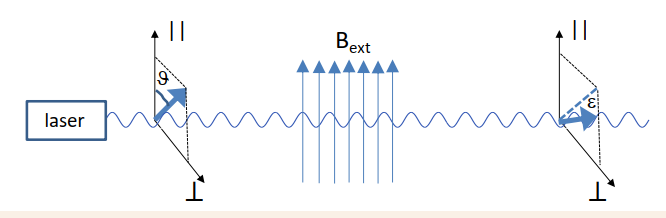 ||
ϑ
laser
⊥
B_ext
||
ε
⊥